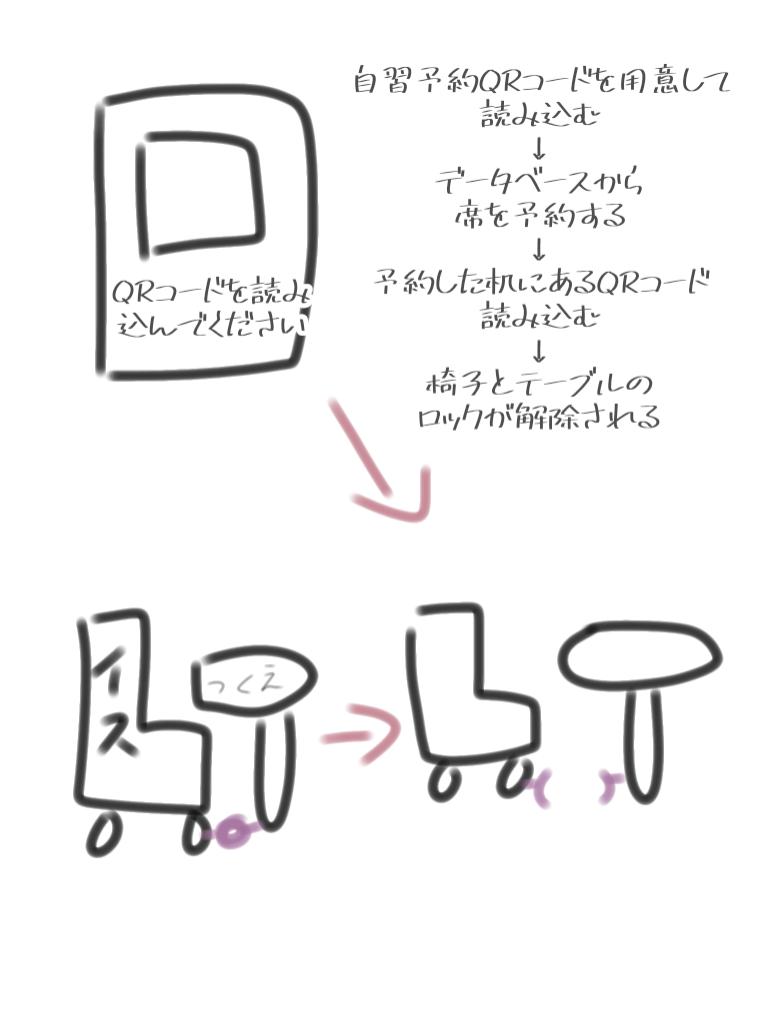 自習予約QRコードを用意して
読み込む
↓
データベースから
席を予約する
↓
予約した机にあるQRコード
読み込む
↓
椅子とテーブルの
ロックが解除される
QRコードを読み
込んでください
イス
つくえ